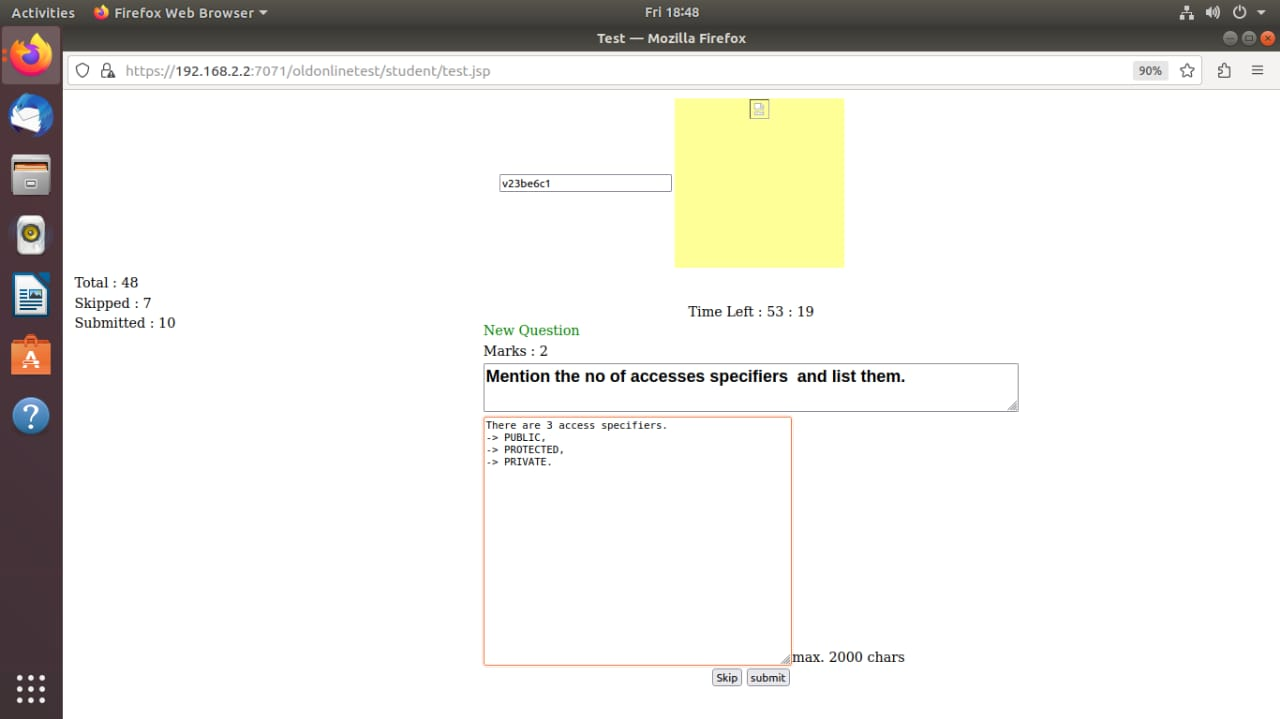 Activities
Firefox Web Browser
Fri 18:48
Test — Mozilla Firefox
https://192.168.2.2:7071/oldonlinetest/student/test.jsp
90%
v23be6c1
Total : 48
Skipped : 7
Submitted : 10
Time Left : 53 : 19
New Question
Marks : 2
Mention the no of accesses specifiers  and list them.
There are 3 access specifiers.
-> PUBLIC,
-> PROTECTED,
-> PRIVATE.
max. 2000 chars
Skip submit